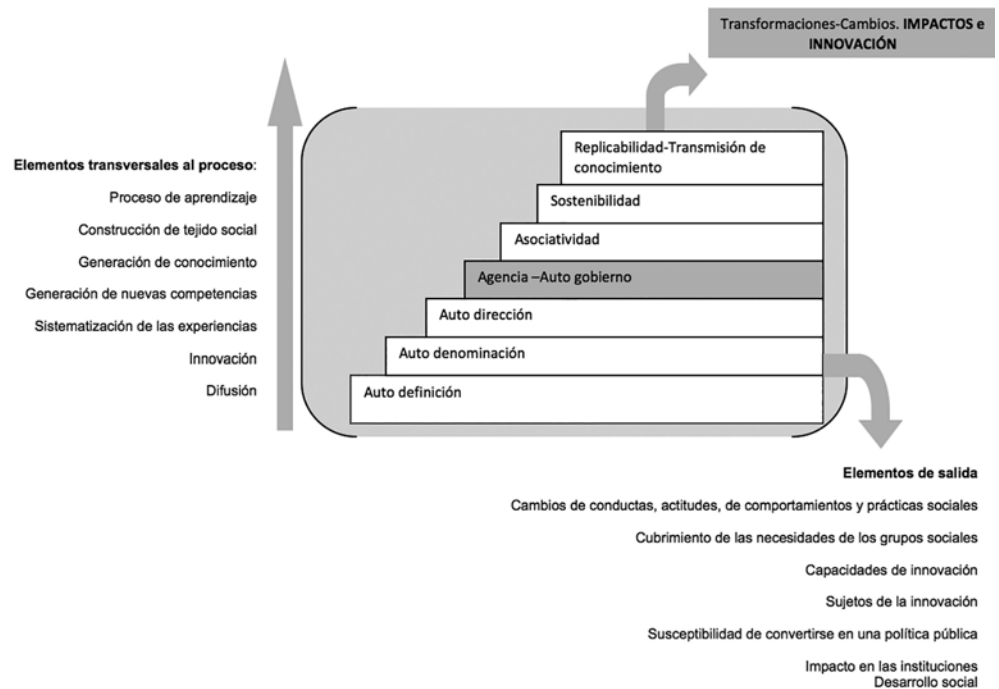 Transformaciones-Cambios. IMPACTOS e
INNOVACIÓN
Elementos transversales al proceso:
Proceso de aprendizaje
Construcción de tejido social
Generación de conocimiento
Generación de nuevas competencias
Sistematización de las experiencias
Innovación
Difusión
Replicabilidad-Transmisión de
conocimiento
Sostenibilidad
Asociatividad
Agencia –Auto gobierno
Auto dirección
Auto denominación
Auto definición
Elementos de salida
Cambios de conductas, actitudes, de comportamientos y prácticas sociales
Cubrimiento de las necesidades de los grupos sociales
Capacidades de innovación
Sujetos de la innovación
Susceptibilidad de convertirse en una política pública
Impacto en las instituciones
Desarrollo social